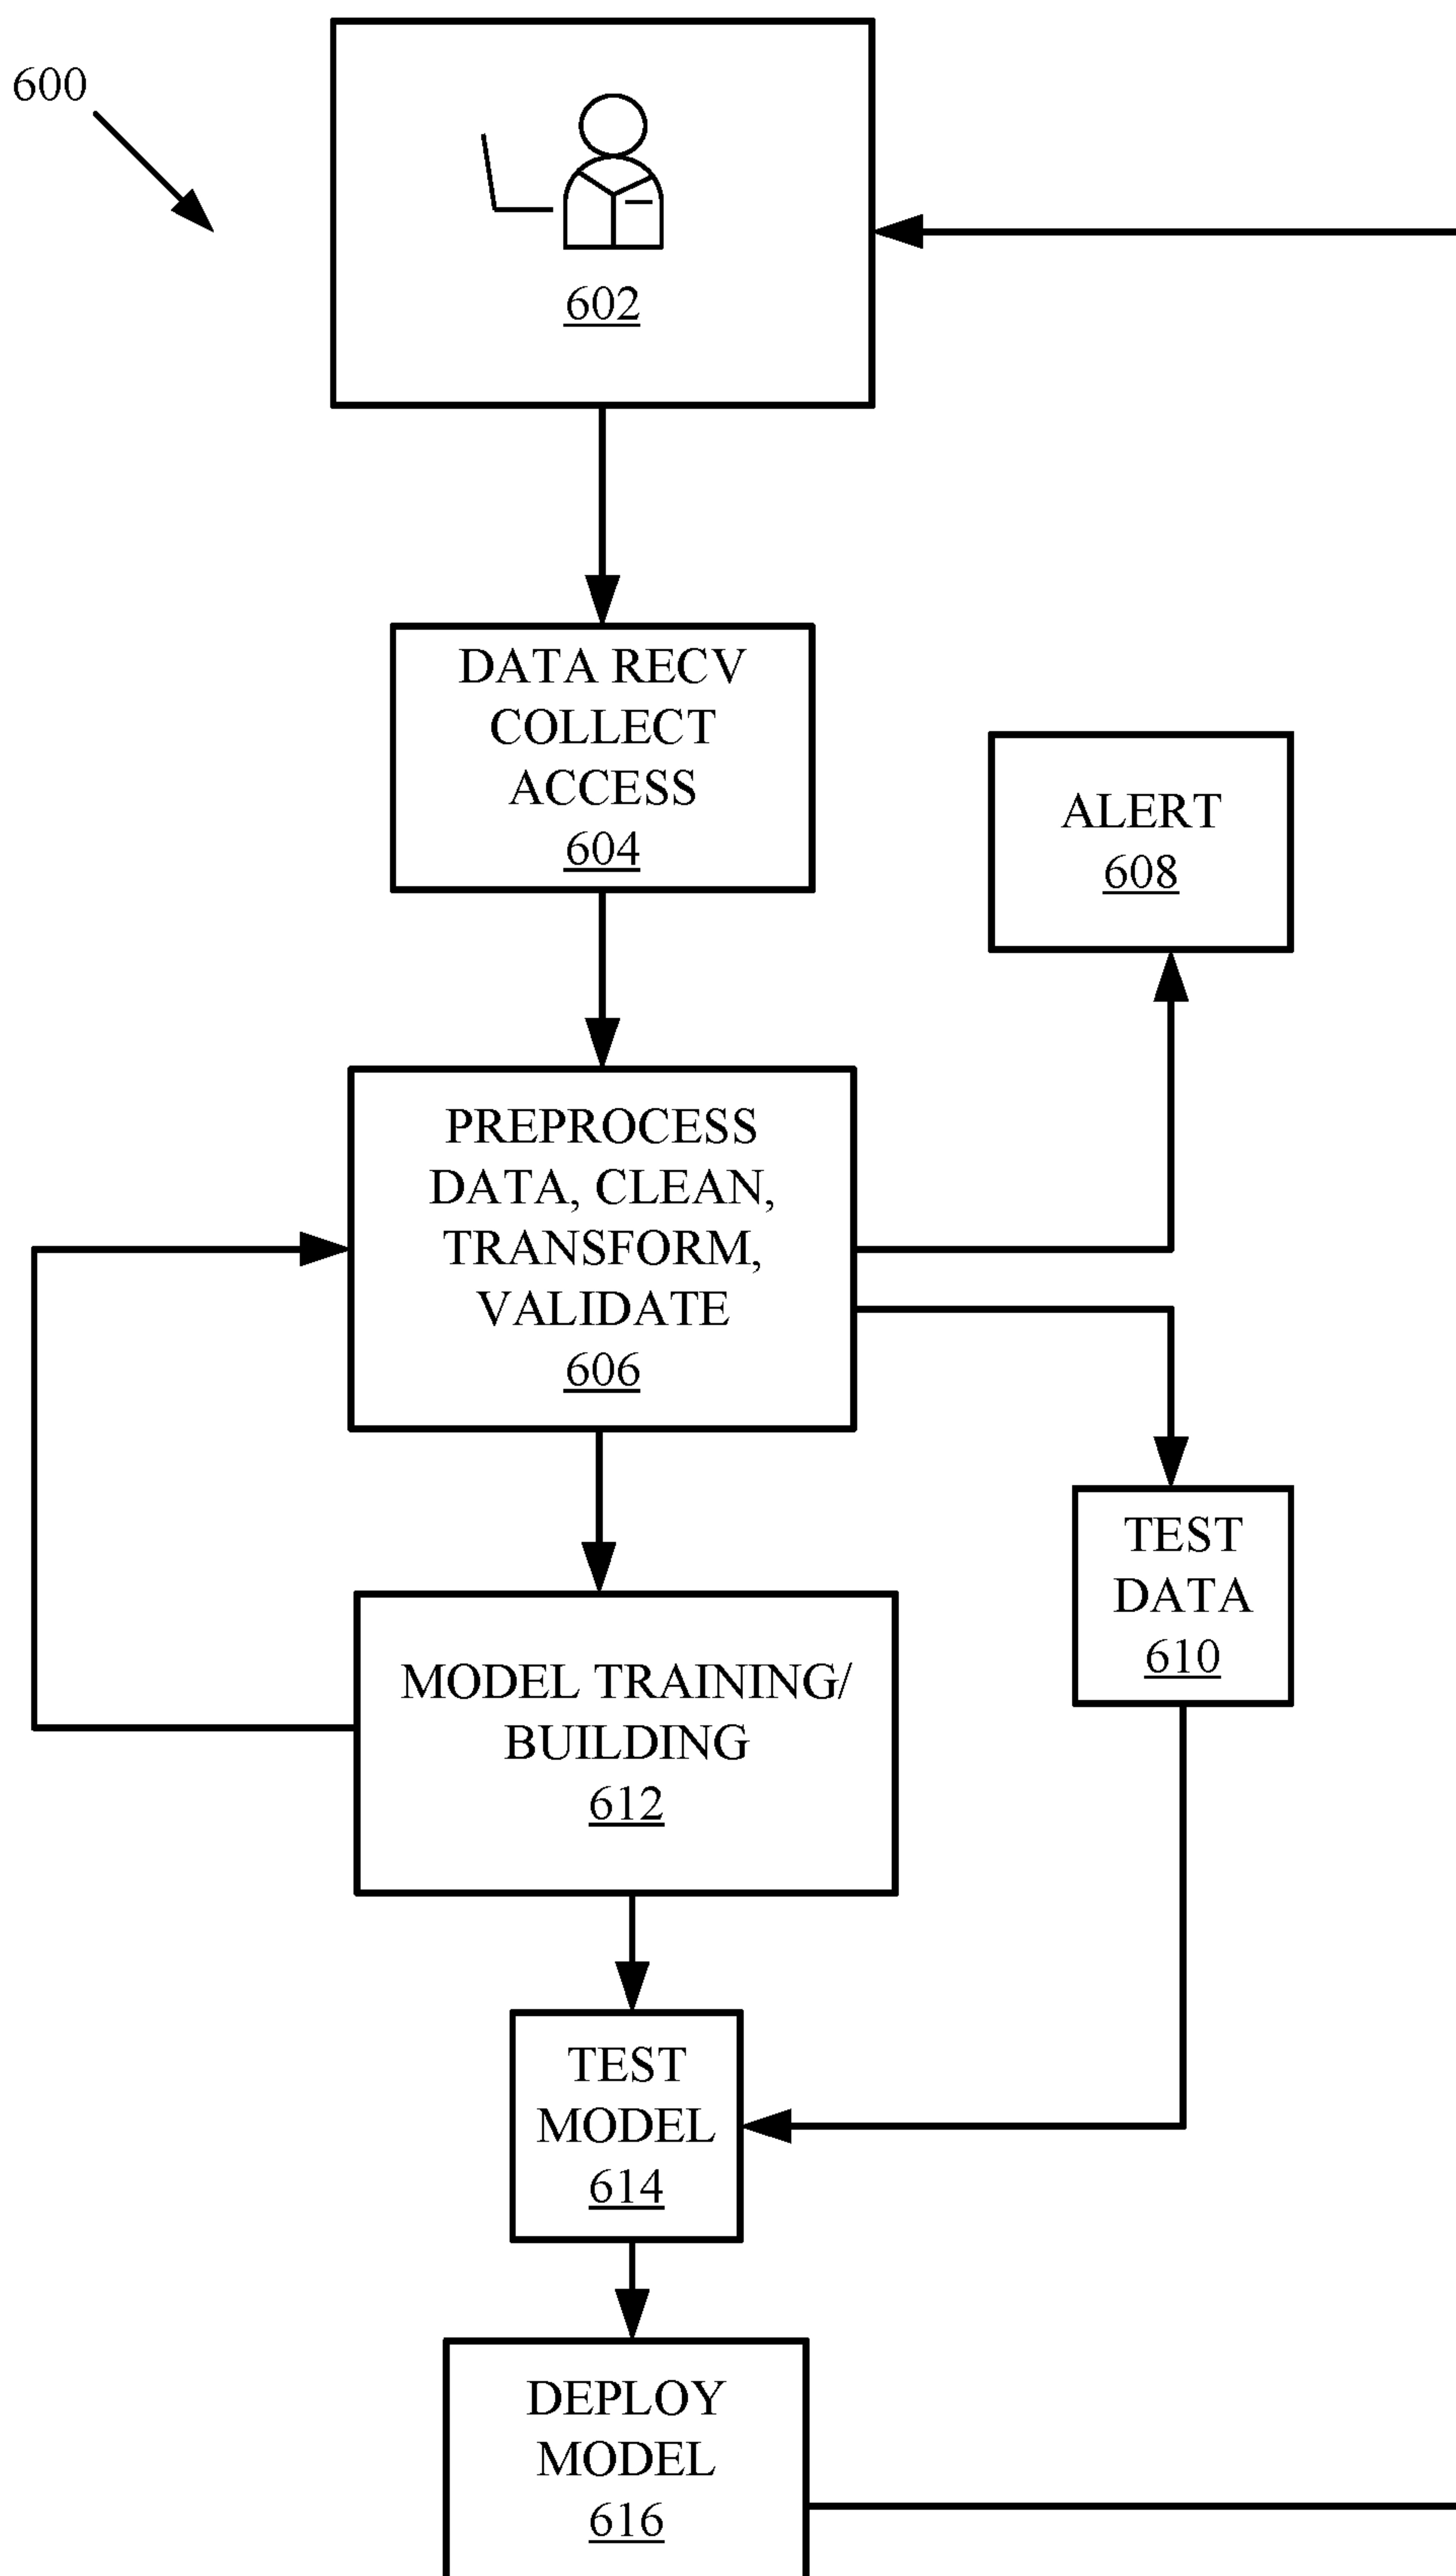 600
602
DATA RECV
COLLECT
ACCESS
604
ALERT
608
PREPROCESS
DATA, CLEAN,
TRANSFORM,
VALIDATE
606
TEST
DATA
610
MODEL TRAINING/
BUILDING
612
TEST
MODEL
614
DEPLOY
MODEL
616